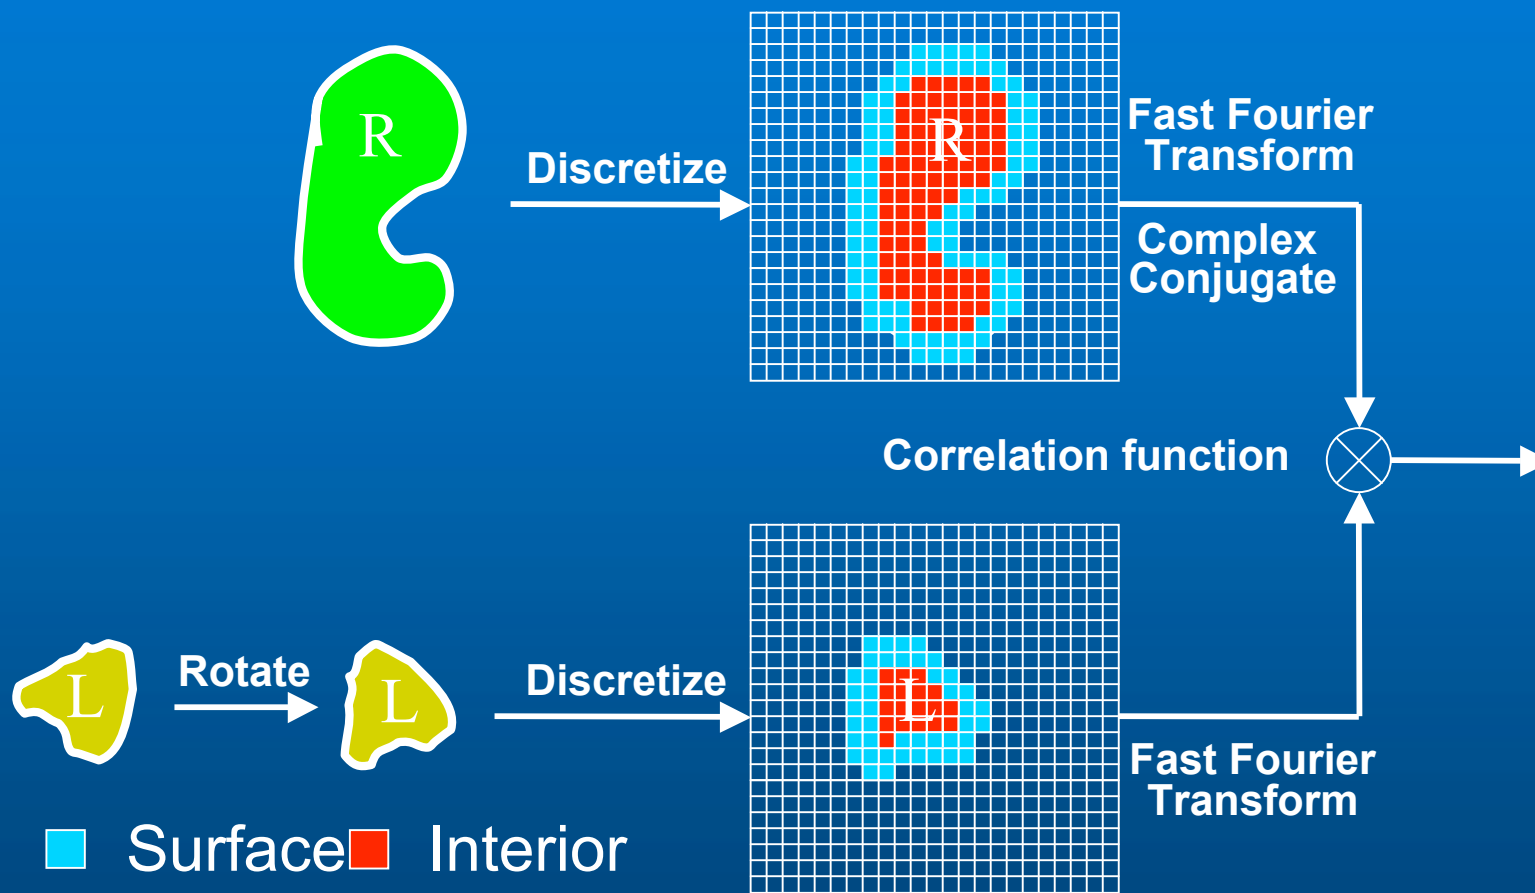 R
Discretize
R
Fast Fourier
Transform
Complex
Conjugate
Correlation function
L
Rotate
L
Discretize
L
Fast Fourier
Transform
Surface
Interior